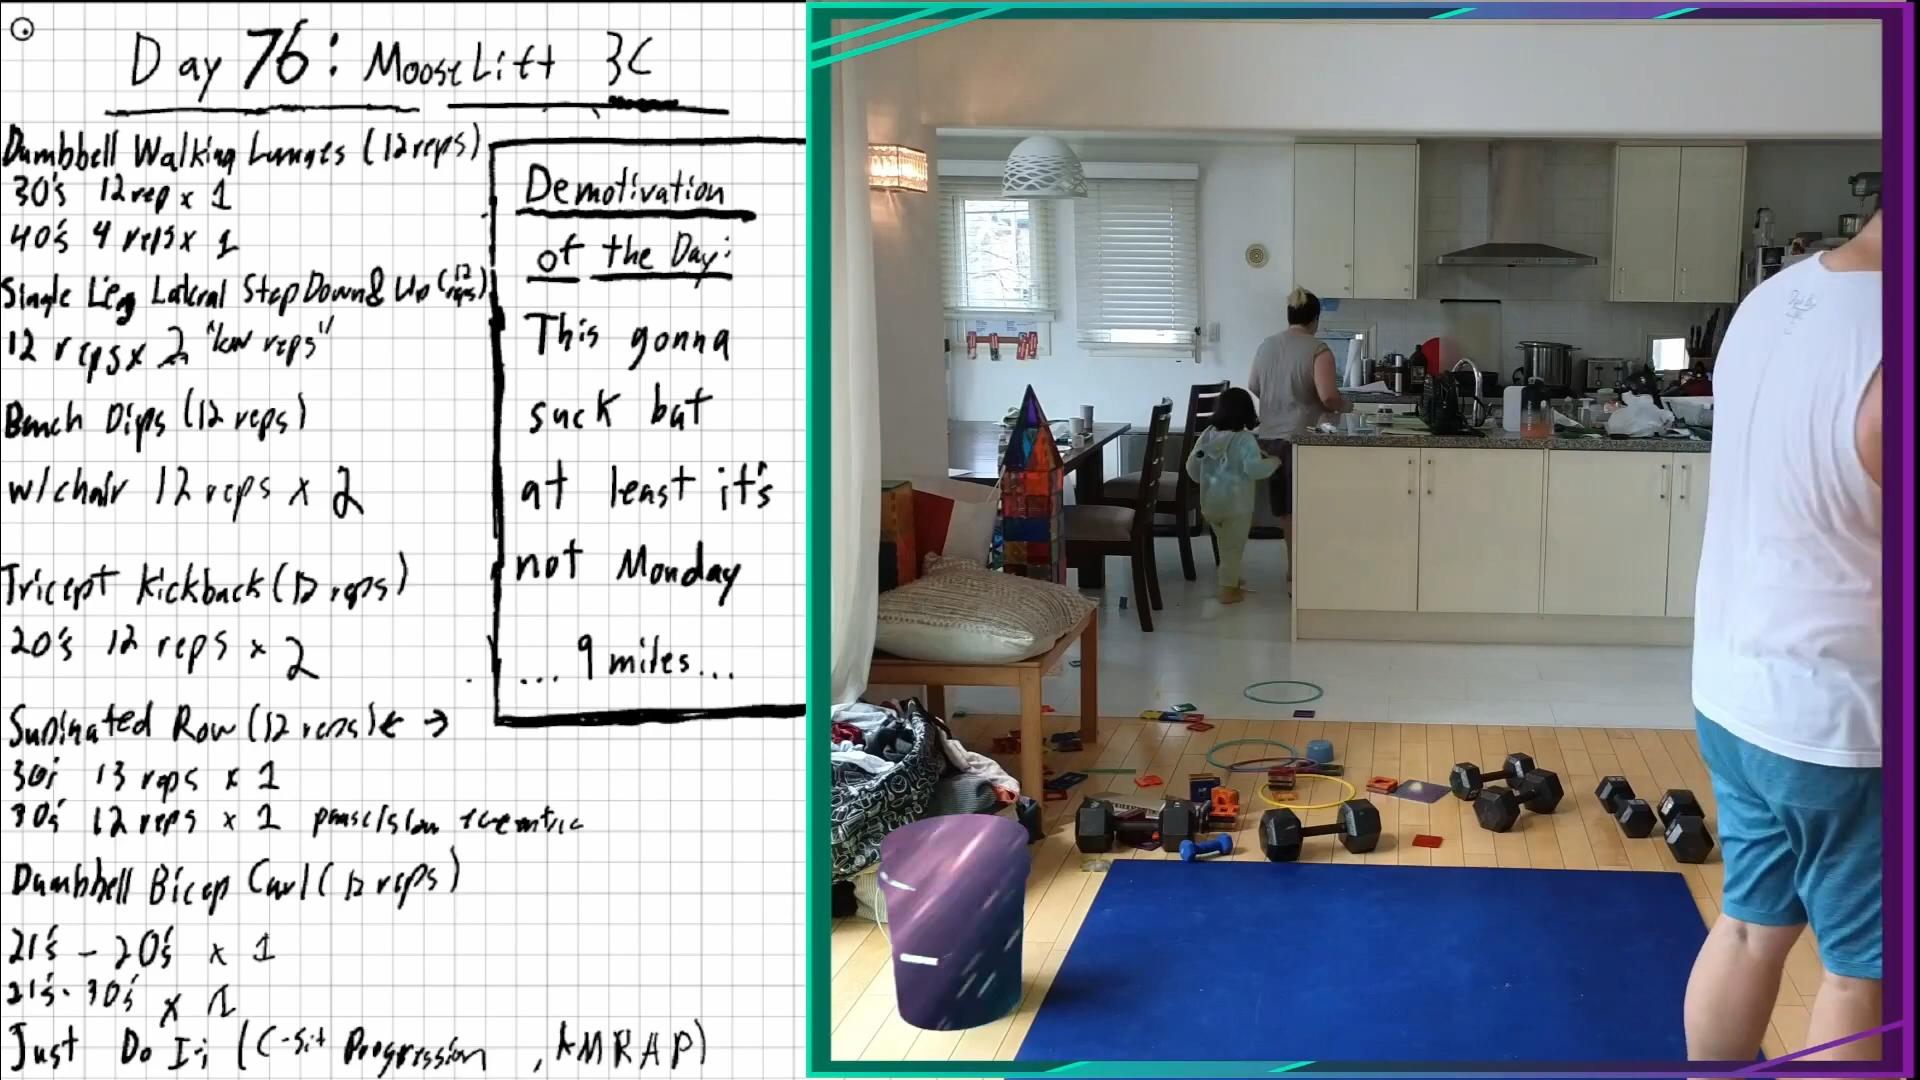 Day 76: MooseLift 3C
Dumbbell Walking Lunges (12 reps)
30's 12 rep x 1
40's 4 reps x 1
Single Leg Lateral Step Down & Up (12 reps)
12 reps x 2 "low reps"
Bench Dips (12 reps)
w/chair 12 reps x 2
Tricept Kickback (12 reps)
20's 12 reps x 2
Supinated Row (12 reps) ← →
30's 13 reps x 1
30's 12 reps x 1 pause/slow
Dumbbell Bicep Curl (12 reps)
21's - 20's x 1
21's - 30's x 1
Just Do It (C-Sit Progression, AMRAP)
Demotivation
of the Day:
This gonna
suck but
at least it's
not Monday
... 9 miles...